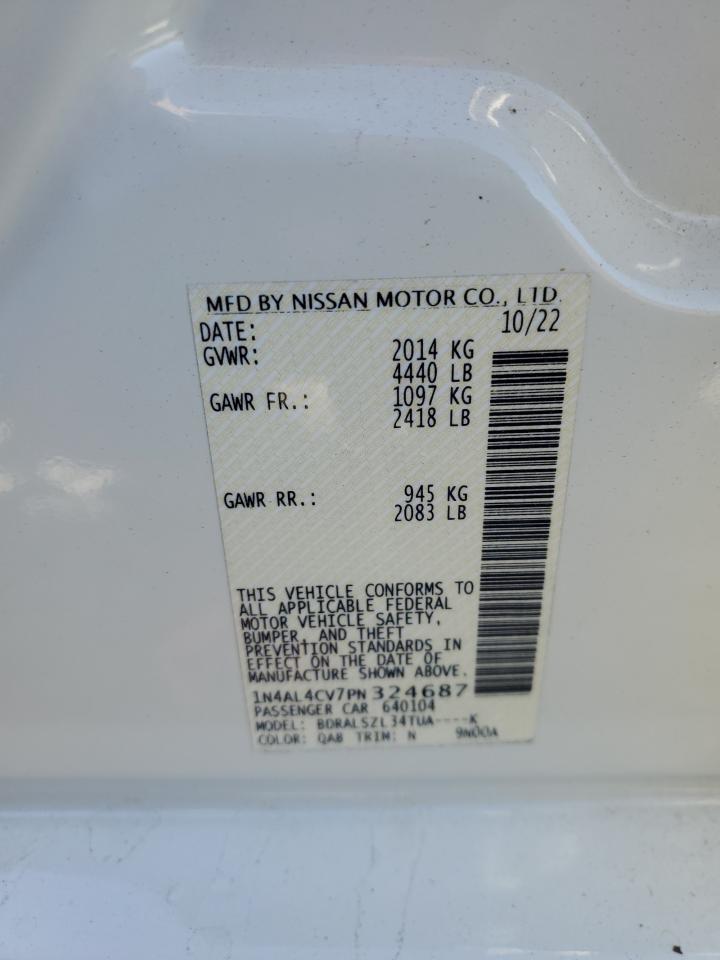 MFD BY NISSAN MOTOR CO., LTD.
DATE: 10/22
GVWR: 2014 KG
4440 LB
GAWR FR.: 1097 KG
2418 LB
GAWR RR.: 945 KG
2083 LB
THIS VEHICLE CONFORMS TO
ALL APPLICABLE FEDERAL
MOTOR VEHICLE SAFETY,
BUMPER, AND THEFT
PREVENTION STANDARDS IN
EFFECT ON THE DATE OF
MANUFACTURE SHOWN ABOVE.
1N4AL4CV7PN324687
PASSENGER CAR 640104
MODEL: BDRALSZL34TUA----K
COLOR: QAB TRIM: N 9N00A